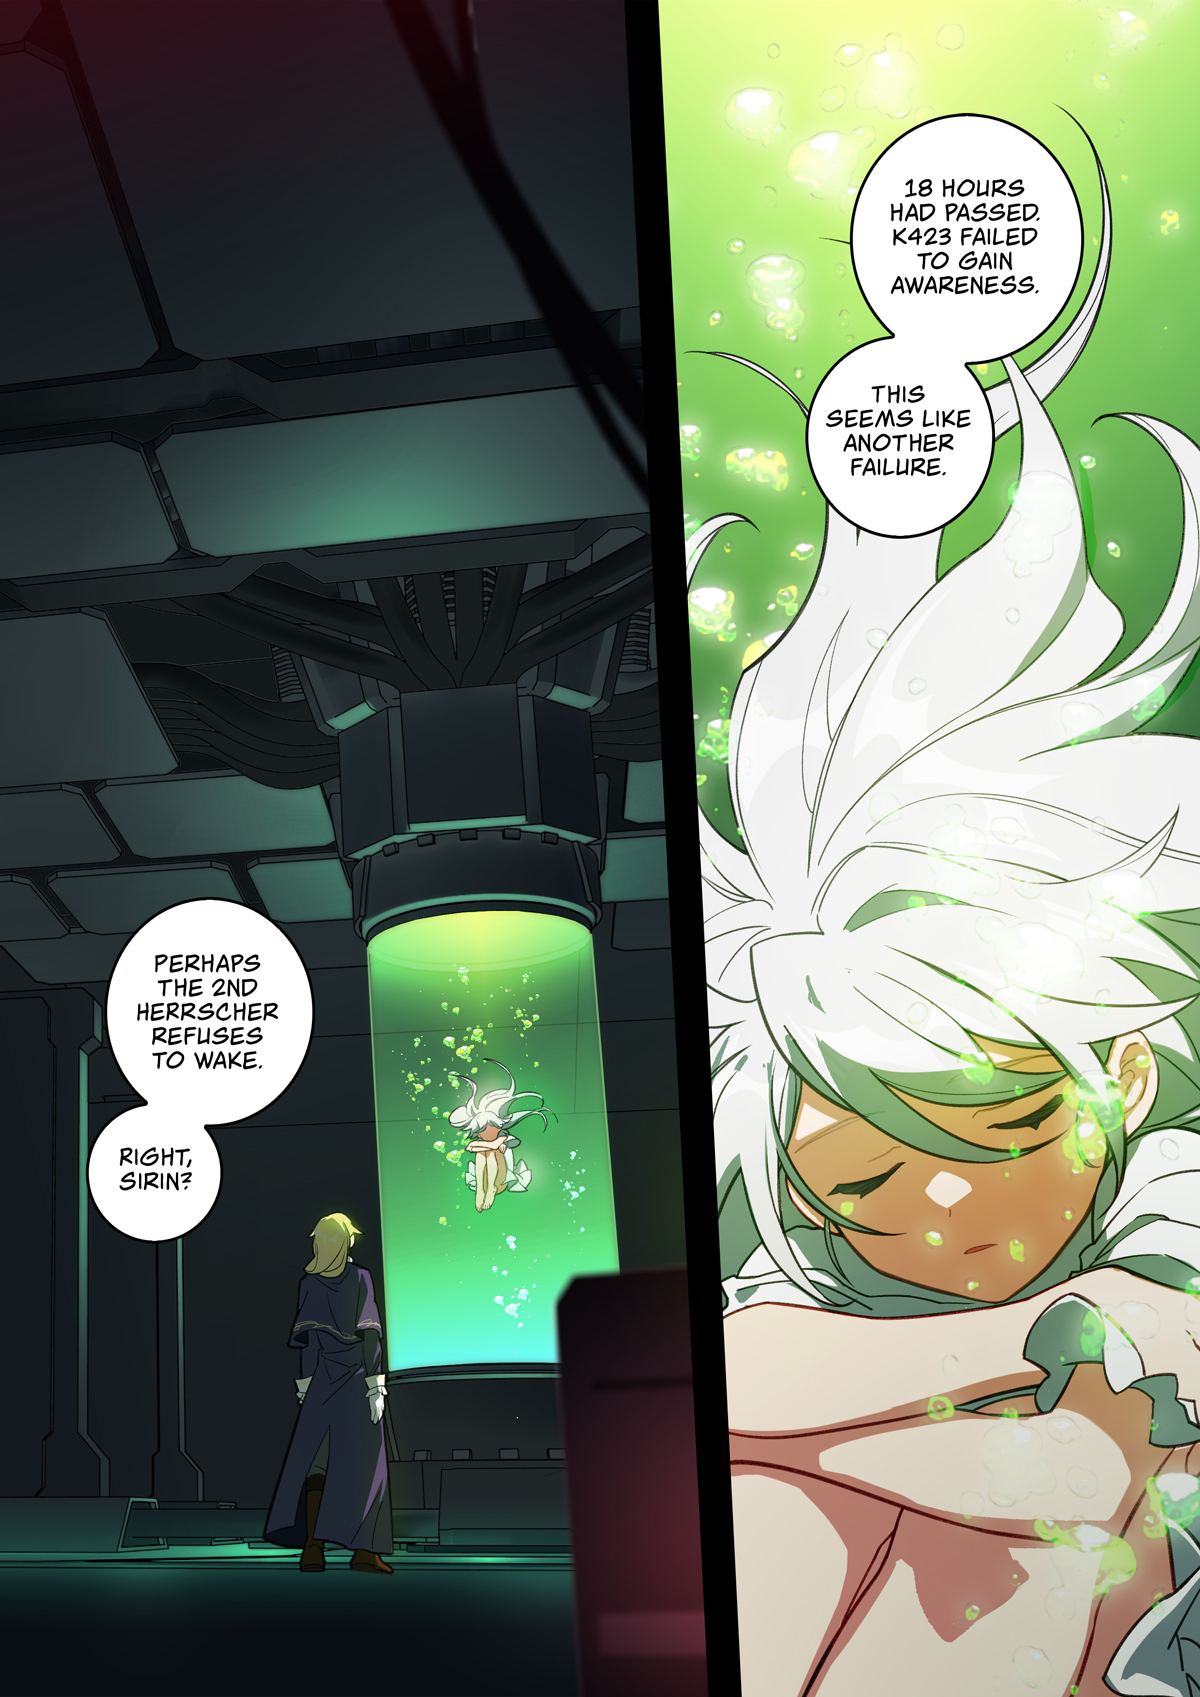 PERHAPS
THE 2ND
HERRSCHER
REFUSES
TO WAKE.
RIGHT,
SIRIN?
18 HOURS
HAD PASSED.
K423 FAILED
TO GAIN
AWARENESS.
THIS
SEEMS LIKE
ANOTHER
FAILURE.